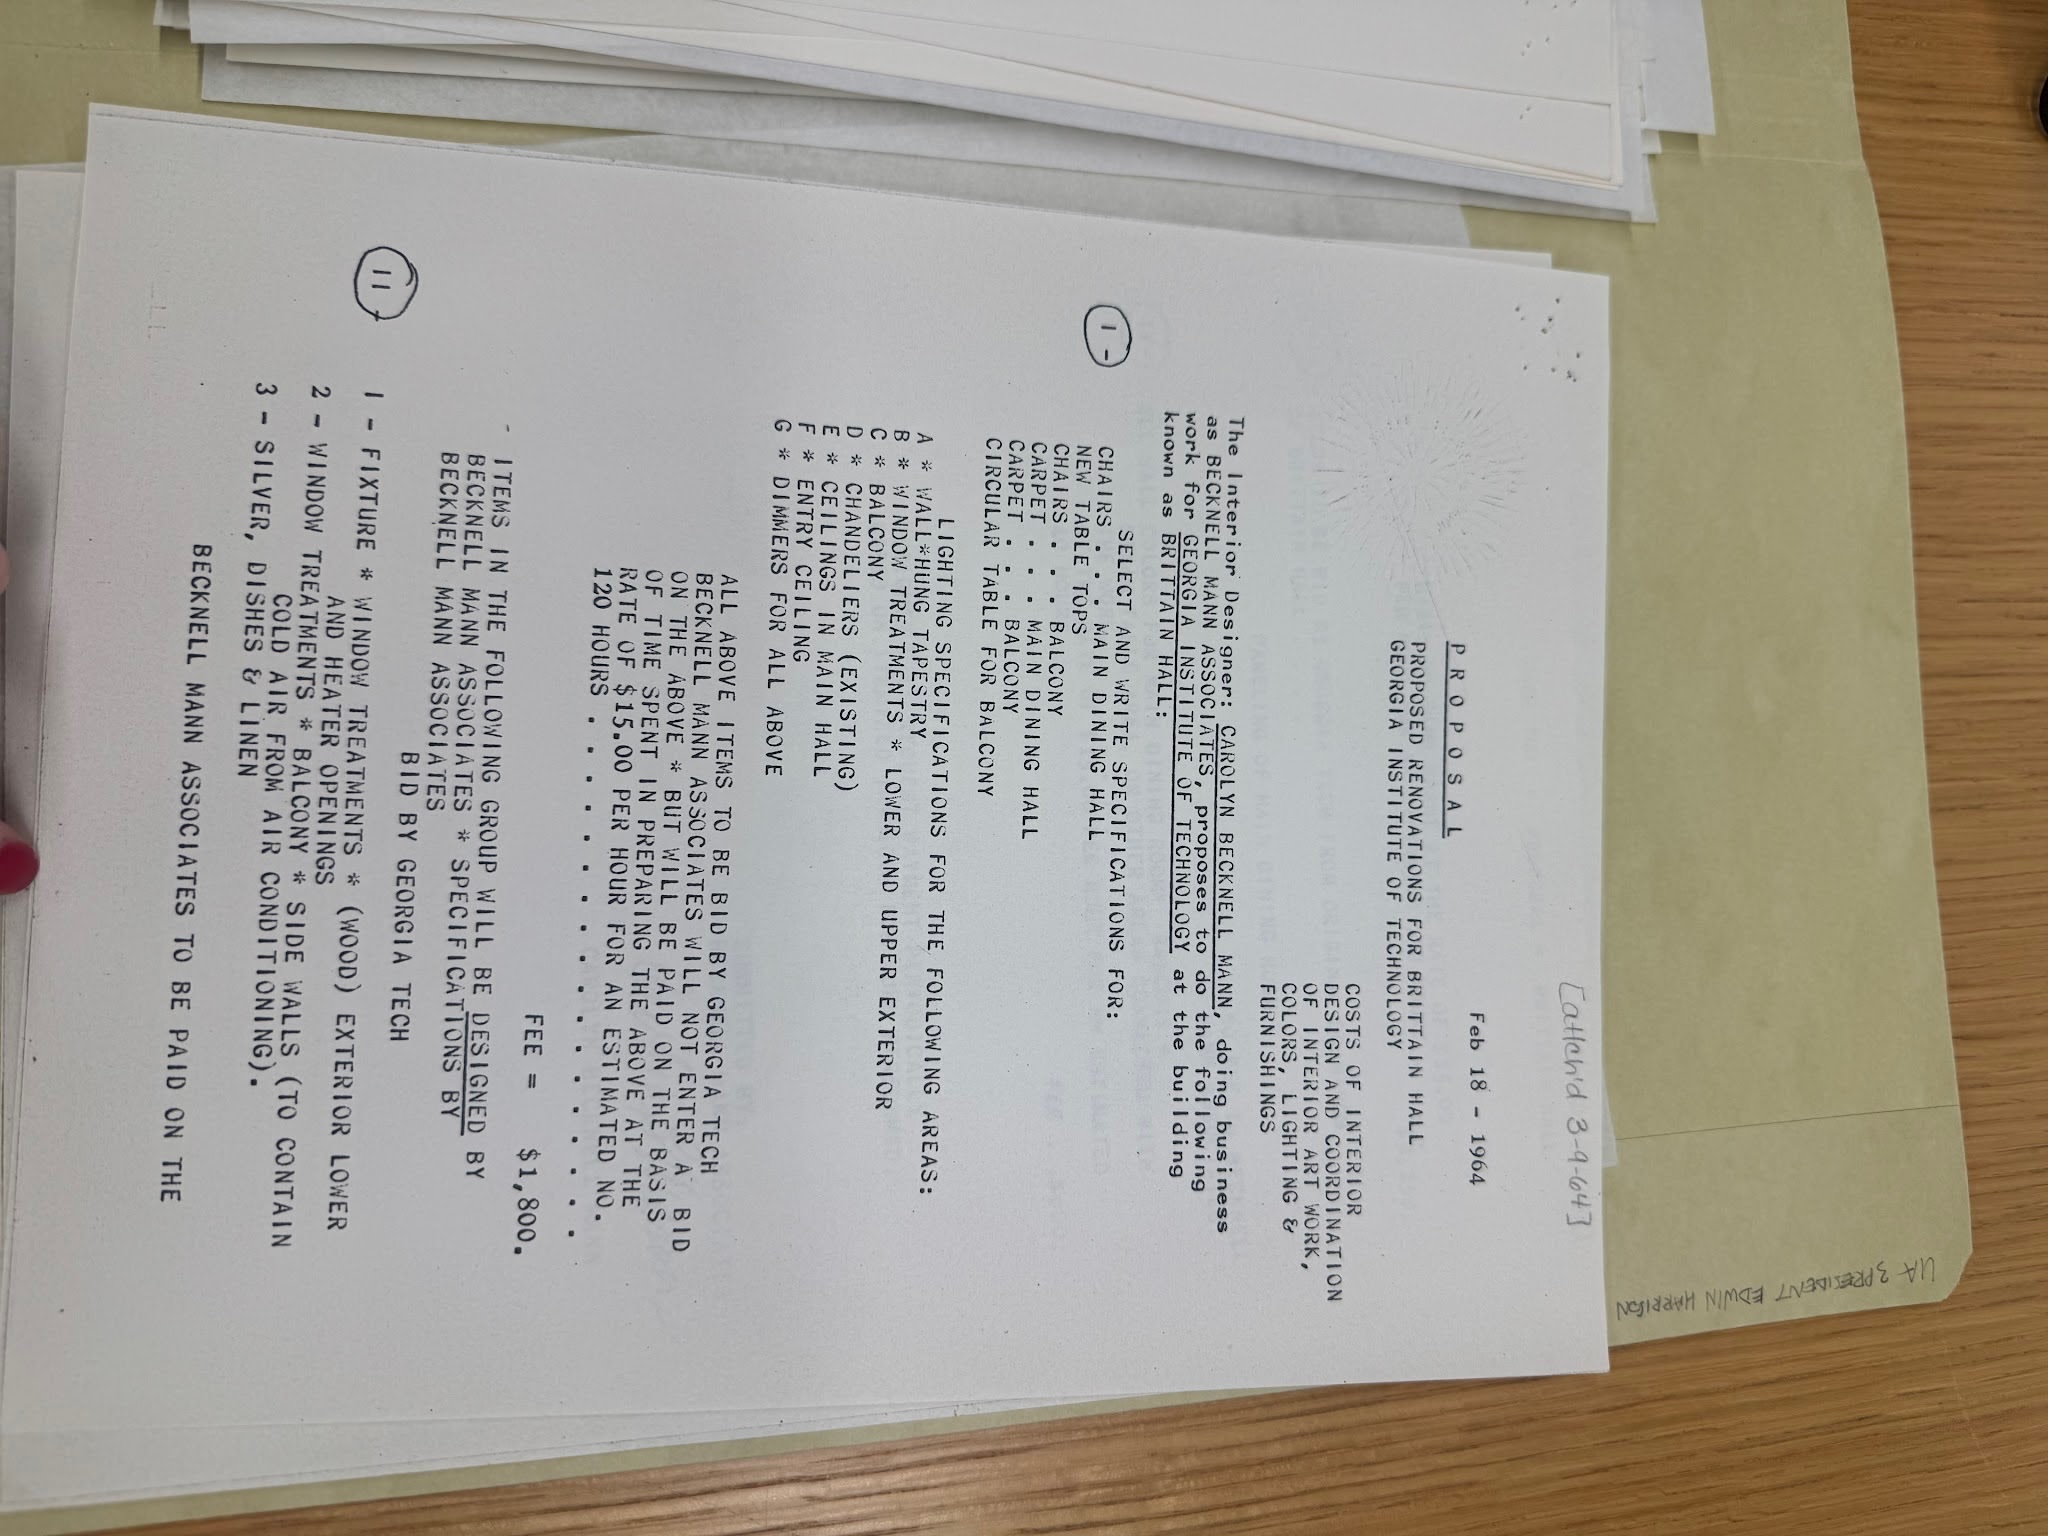 [attch'd 3-9-64]
Feb 18 - 1964
P R O P O S A L
PROPOSED RENOVATIONS FOR BRITTAIN HALL
GEORGIA INSTITUTE OF TECHNOLOGY
COSTS OF INTERIOR
DESIGN AND COORDINATION
OF INTERIOR ART WORK,
COLORS, LIGHTING &
FURNISHINGS
The Interior Designer: CAROLYN BECKNELL MANN, doing business
as BECKNELL MANN ASSOCIATES, proposes to do the following
work for GEORGIA INSTITUTE OF TECHNOLOGY at the building
known as BRITTAIN HALL:
I -
SELECT AND WRITE SPECIFICATIONS FOR:
CHAIRS . . . MAIN DINING HALL
NEW TABLE TOPS
CHAIRS . . . BALCONY
CARPET . . . MAIN DINING HALL
CARPET . . . BALCONY
CIRCULAR TABLE FOR BALCONY
LIGHTING SPECIFICATIONS FOR THE FOLLOWING AREAS:
A * WALL*HUNG TAPESTRY
B * WINDOW TREATMENTS * LOWER AND UPPER EXTERIOR
C * BALCONY
D * CHANDELIERS (EXISTING)
E * CEILINGS IN MAIN HALL
F * ENTRY CEILING
G * DIMMERS FOR ALL ABOVE
ALL ABOVE ITEMS TO BE BID BY GEORGIA TECH
BECKNELL MANN ASSOCIATES WILL NOT ENTER A BID
ON THE ABOVE * BUT WILL BE PAID ON THE BASIS
OF TIME SPENT IN PREPARING THE ABOVE AT THE
RATE OF $15.00 PER HOUR FOR AN ESTIMATED NO.
120 HOURS . . . . . . . . . . . . . . . . .
FEE = $1,800.
- ITEMS IN THE FOLLOWING GROUP WILL BE DESIGNED BY
BECKNELL MANN ASSOCIATES * SPECIFICATIONS BY
BECKNELL MANN ASSOCIATES
BID BY GEORGIA TECH
II
1 - FIXTURE * WINDOW TREATMENTS * (WOOD) EXTERIOR LOWER
AND HEATER OPENINGS
2 - WINDOW TREATMENTS * BALCONY * SIDE WALLS (TO CONTAIN
COLD AIR FROM AIR CONDITIONING).
3 - SILVER, DISHES & LINEN
BECKNELL MANN ASSOCIATES TO BE PAID ON THE
UA 3 PRESIDENT EDWIN HARRISON